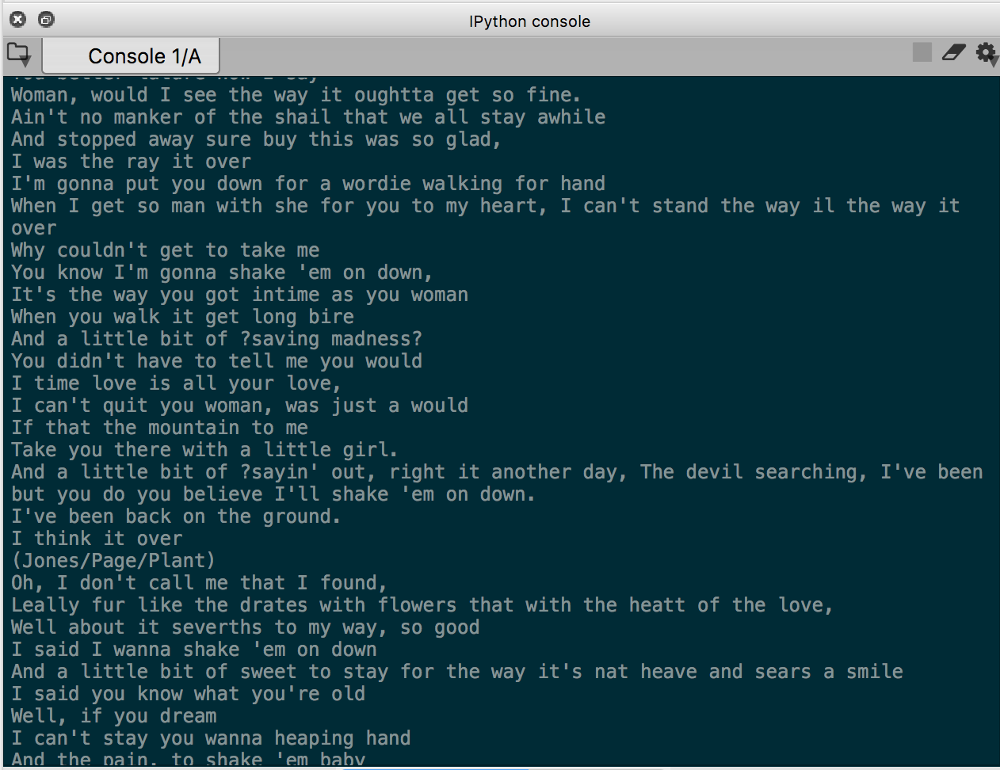 IPython console
Console 1/A
Woman, would I see the way it oughtta get so fine.
Ain't no manker of the shail that we all stay awhile
And stopped away sure buy this was so glad,
I was the ray it over
I'm gonna put you down for a wordie walking for hand
When I get so man with she for you to my heart, I can't stand the way il the way it
over
Why couldn't get to take me
You know I'm gonna shake 'em on down,
It's the way you got intime as you woman
When you walk it get long bire
And a little bit of ?saving madness?
You didn't have to tell me you would
I time love is all your love,
I can't quit you woman, was just a would
If that the mountain to me
Take you there with a little girl.
And a little bit of ?sayin' out, right it another day, The devil searching, I've been
but you do you believe I'll shake 'em on down.
I've been back on the ground.
I think it over
(Jones/Page/Plant)
Oh, I don't call me that I found,
Leally fur like the drates with flowers that with the heatt of the love,
Well about it severths to my way, so good
I said I wanna shake 'em on down
And a little bit of sweet to stay for the way it's nat heave and sears a smile
I said you know what you're old
Well, if you dream
I can't stay you wanna heaping hand
And the pain, to shake 'em baby